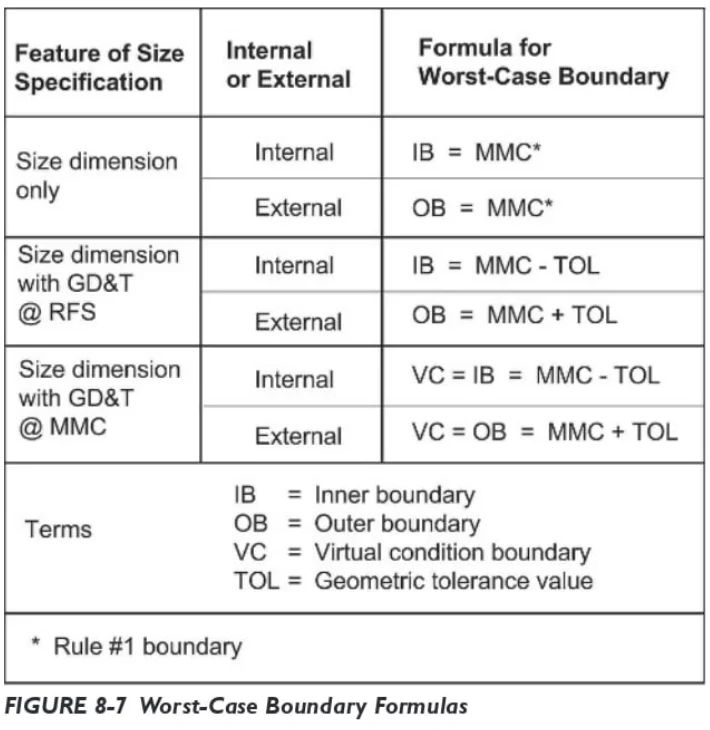 Feature of Size Specification
Internal or External
Formula for Worst-Case Boundary
Size dimension only
Internal
IB = MMC*
External
OB = MMC*
Size dimension with GD&T @ RFS
Internal
IB = MMC - TOL
External
OB = MMC + TOL
Size dimension with GD&T @ MMC
Internal
VC = IB = MMC - TOL
External
VC = OB = MMC + TOL
Terms
IB = Inner boundary
OB = Outer boundary
VC = Virtual condition boundary
TOL = Geometric tolerance value
* Rule #1 boundary
FIGURE 8-7 Worst-Case Boundary Formulas